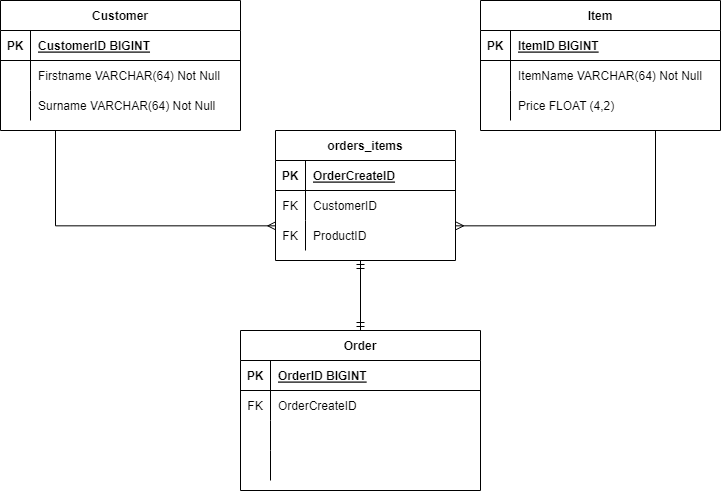 Customer
PK CustomerID BIGINT
Firstname VARCHAR(64) Not Null
Surname VARCHAR(64) Not Null
Item
PK ItemID BIGINT
ItemName VARCHAR(64) Not Null
Price FLOAT (4,2)
orders_items
PK OrderCreateID
FK CustomerID
FK ProductID
Order
PK OrderID BIGINT
FK OrderCreateID